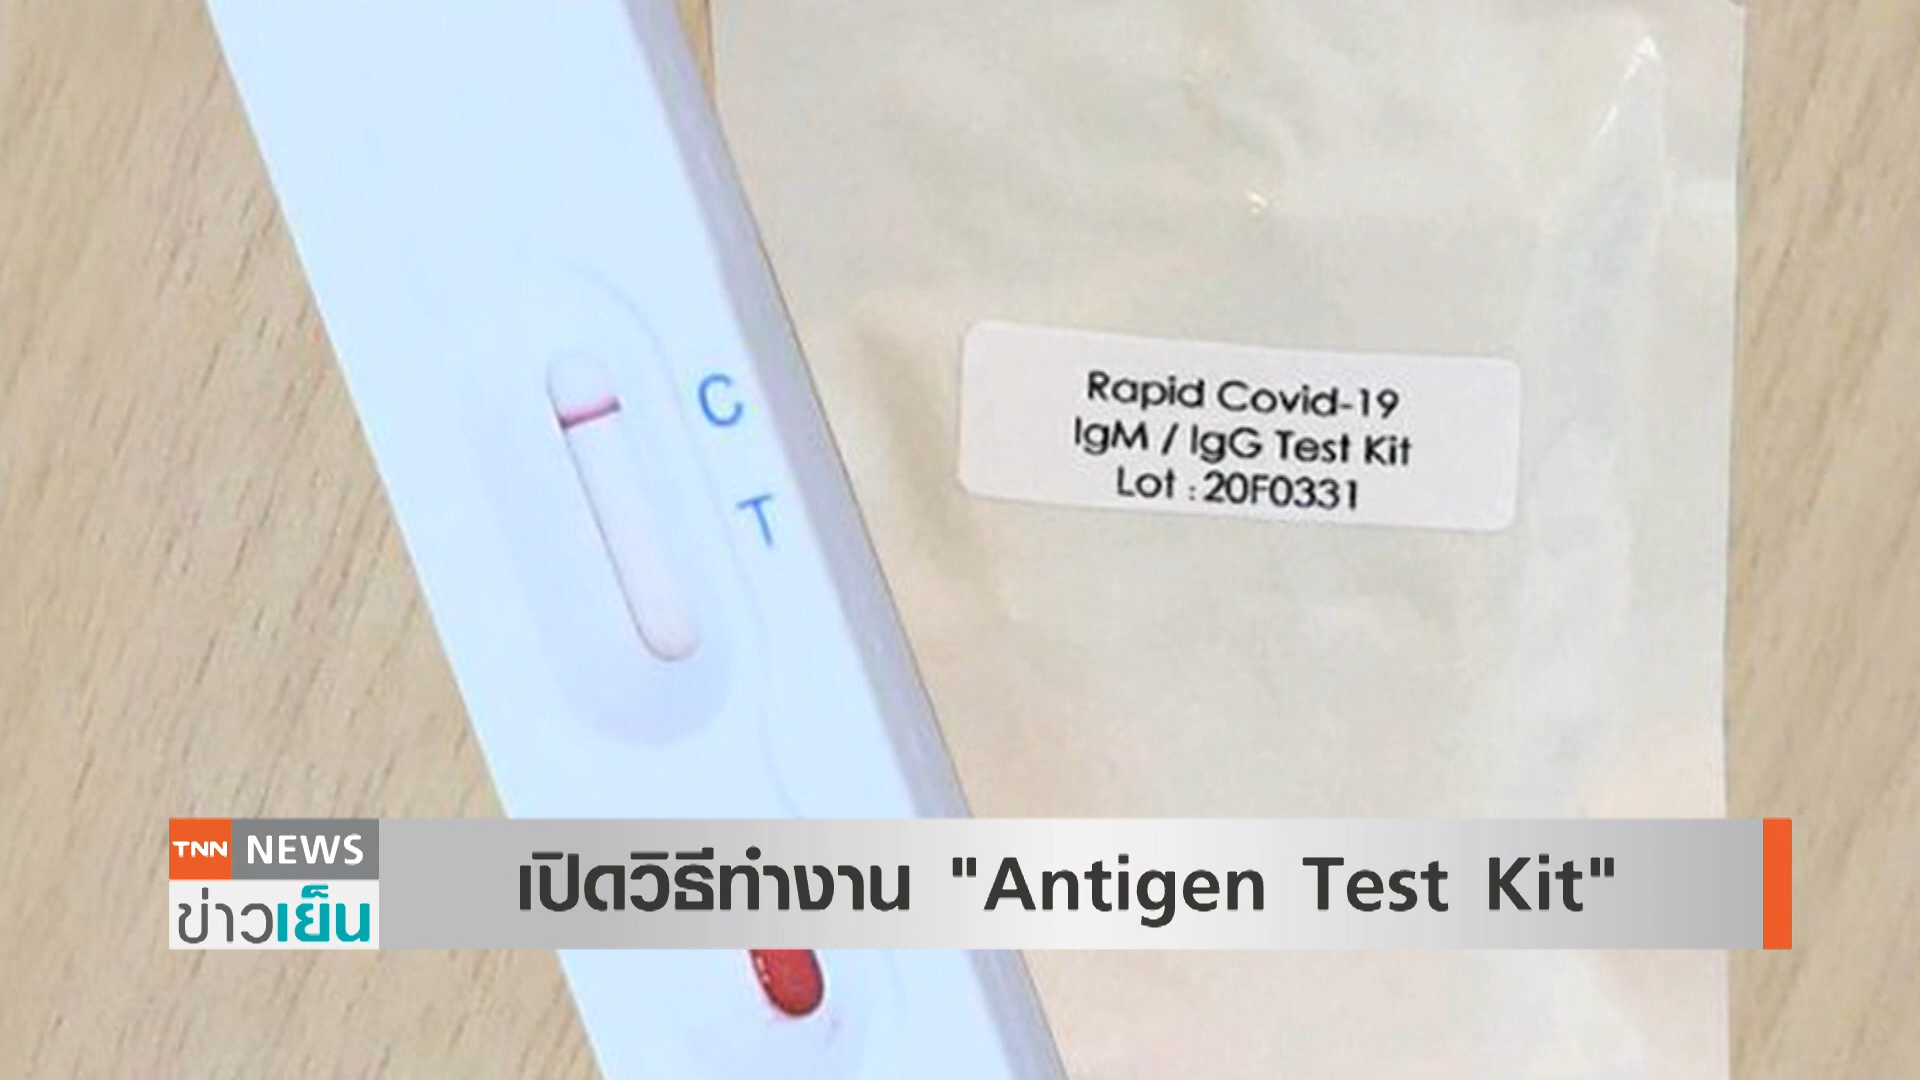 C
T
Rapid Covid-19
IgM / IgG Test Kit
Lot : 20F0331
TNN NEWS
ข่าวเย็น
เปิดวิธีทำงาน "Antigen Test Kit"